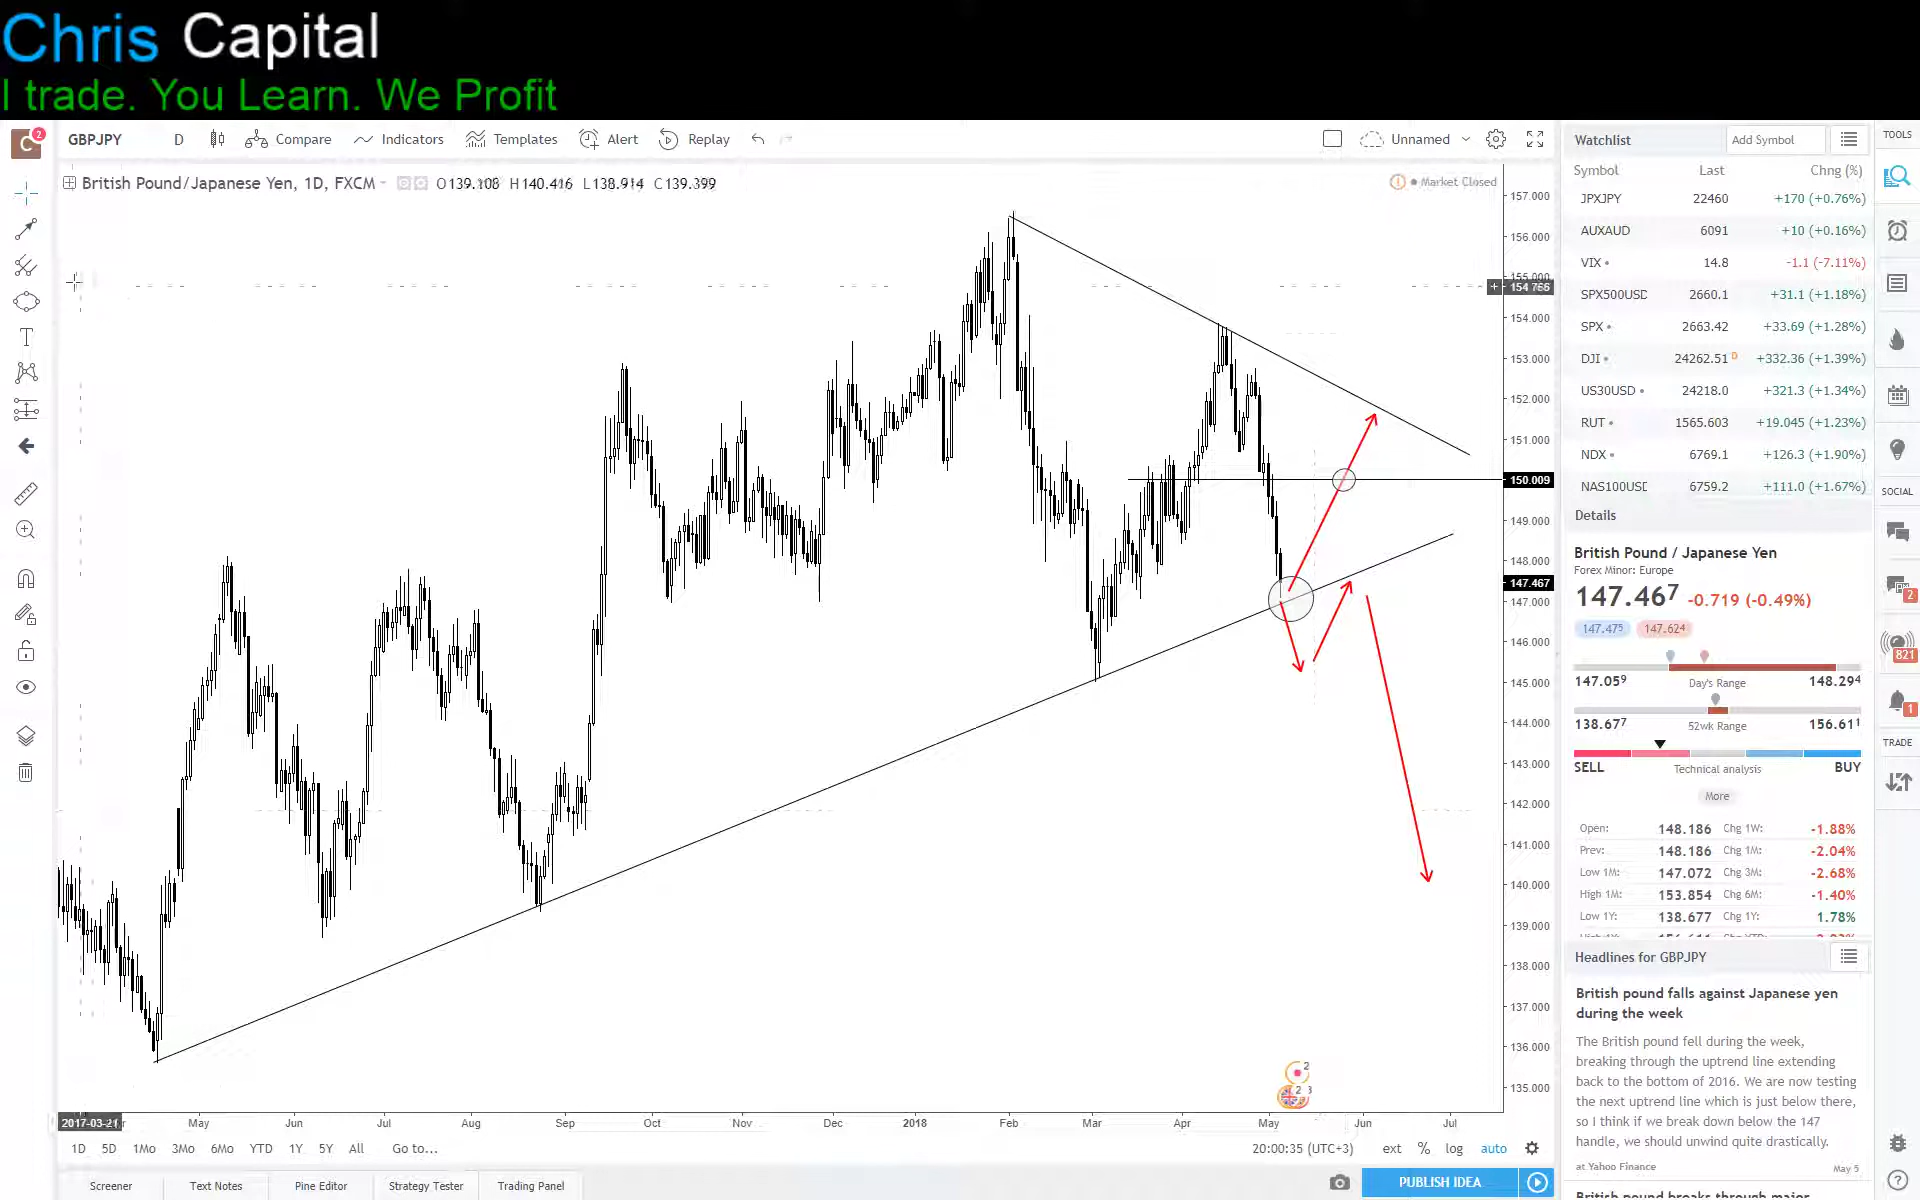 Chris Capital
I trade. You Learn. We Profit
C 2 GBPJPY D Compare Indicators Templates Alert Replay Unnamed
British Pound/Japanese Yen, 1D, FXCM O139.108 H140.416 L138.914 C139.399 Market Closed
157.000
156.000
155.000
154.766
154.000
153.000
152.000
151.000
150.009
149.000
148.000
147.467
147.000
146.000
145.000
144.000
143.000
142.000
141.000
140.000
139.000
138.000
137.000
136.000
135.000
2
2 3
2017-03-21 May Jun Jul Aug Sep Oct Nov Dec 2018 Feb Mar Apr May Jun Jul
1D 5D 1Mo 3Mo 6Mo YTD 1Y 5Y All Go to... 20:00:35 (UTC+3) ext % log auto
Screener Text Notes Pine Editor Strategy Tester Trading Panel PUBLISH IDEA
Watchlist Add Symbol
Symbol Last Chng (%)
JPXJPY 22460 +170 (+0.76%)
AUXAUD 6091 +10 (+0.16%)
VIX 14.8 -1.1 (-7.11%)
SPX500USD 2660.1 +31.1 (+1.18%)
SPX 2663.42 +33.69 (+1.28%)
DJI 24262.51 D +332.36 (+1.39%)
US30USD 24218.0 +321.3 (+1.34%)
RUT 1565.603 +19.045 (+1.23%)
NDX 6769.1 +126.3 (+1.90%)
NAS100USD 6759.2 +111.0 (+1.67%)
Details
British Pound / Japanese Yen
Forex Minor: Europe
147.467 -0.719 (-0.49%)
147.475 147.624
147.059 Day's Range 148.294
138.677 52wk Range 156.611
SELL Technical analysis BUY
More
Open: 148.186 Chg 1W: -1.88%
Prev: 148.186 Chg 1M: -2.04%
Low 1M: 147.072 Chg 3M: -2.68%
High 1M: 153.854 Chg 6M: -1.40%
Low 1Y: 138.677 Chg 1Y: 1.78%
Headlines for GBPJPY
British pound falls against Japanese yen
during the week
The British pound fell during the week,
breaking through the uptrend line extending
back to the bottom of 2016. We are now testing
the next uptrend line which is just below there,
so I think if we break down below the 147
handle, we should unwind quite drastically.
at Yahoo Finance May 5
British pound breaks through major
TOOLS
SOCIAL
2
821
1
TRADE